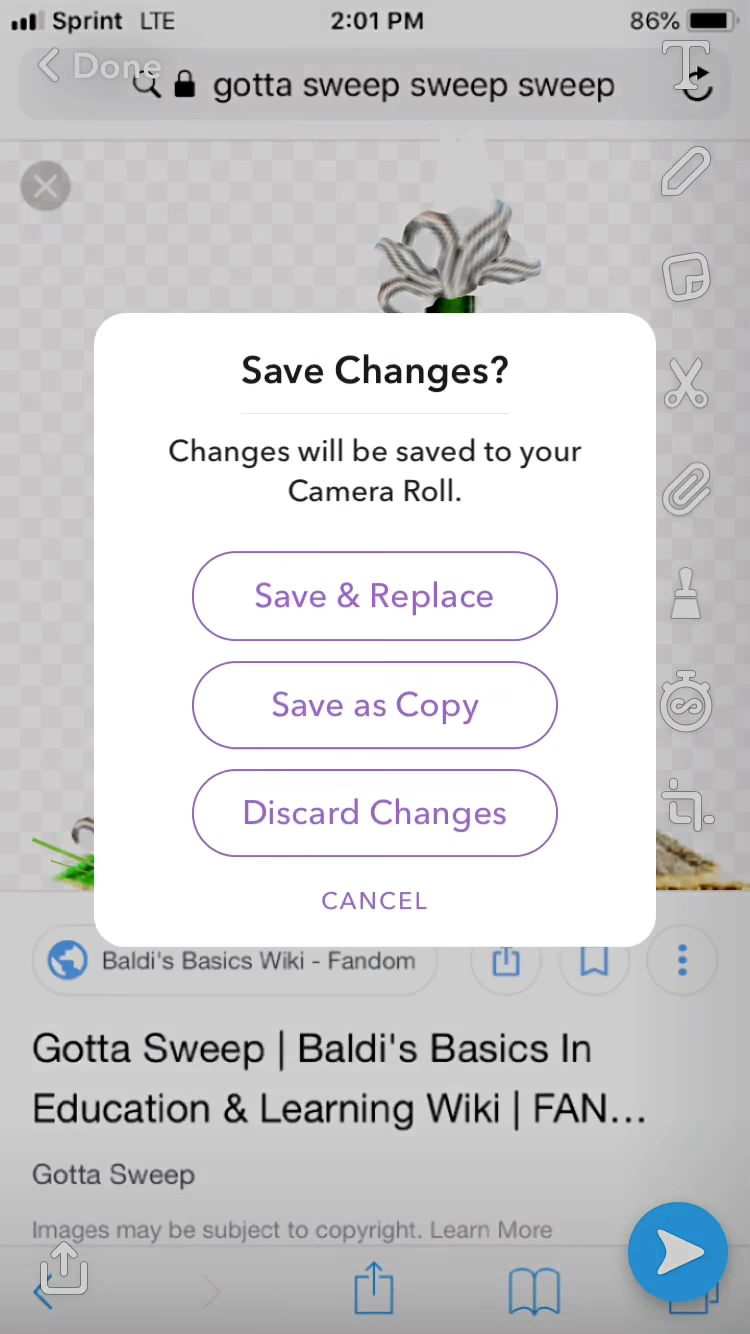 Sprint LTE 2:01 PM 86%
Done
gotta sweep sweep sweep
T
Save Changes?
Changes will be saved to your
Camera Roll.
Save & Replace
Save as Copy
Discard Changes
CANCEL
Baldi's Basics Wiki - Fandom
Gotta Sweep | Baldi's Basics In
Education & Learning Wiki | FAN...
Gotta Sweep
Images may be subject to copyright. Learn More